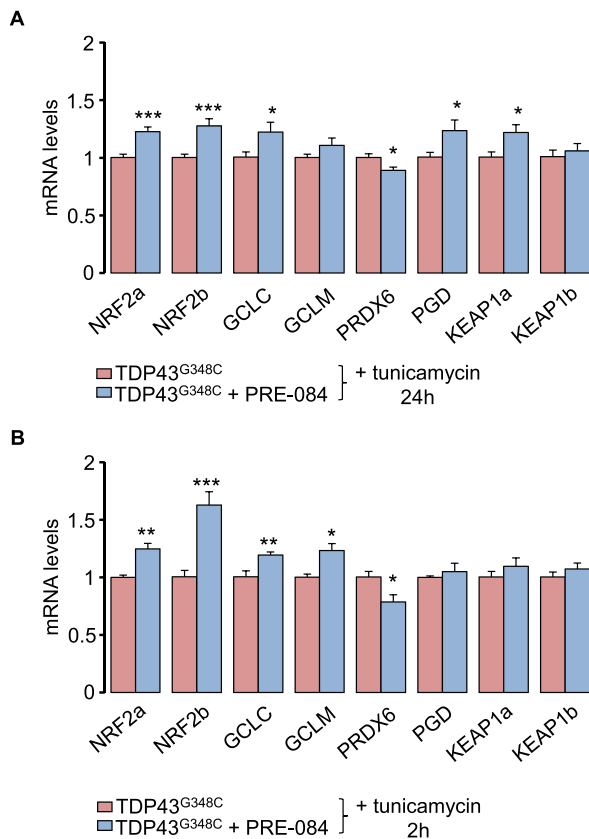 A
2
1.5
1
0.5
0
mRNA levels
*** *** * * * *
NRF2a NRF2b GCLC GCLM PRDX6 PGD KEAP1a KEAP1b
TDP43G348C
TDP43G348C + PRE-084
+ tunicamycin
24h
B
2
1.5
1
0.5
0
mRNA levels
** *** ** * *
NRF2a NRF2b GCLC GCLM PRDX6 PGD KEAP1a KEAP1b
TDP43G348C
TDP43G348C + PRE-084
+ tunicamycin
2h